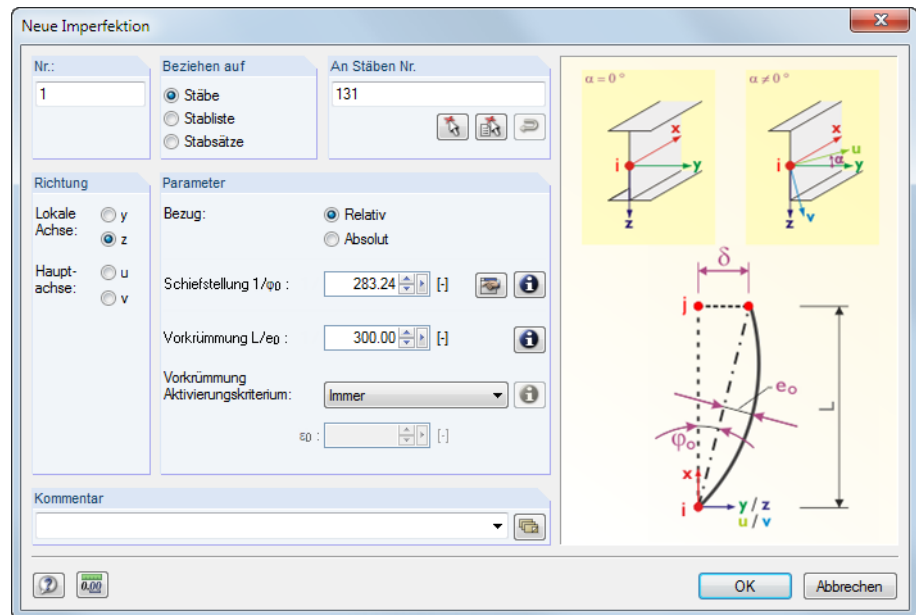 Neue Imperfektion
Nr.:
1
Beziehen auf
Stäbe
Stabliste
Stabsätze
An Stäben Nr.
131
Richtung
Lokale Achse:
y
z
Haupt-
achse:
u
v
Parameter
Bezug:
Relativ
Absolut
Schiefstellung 1/φ0 :
283.24
[-]
Vorkrümmung L/e0 :
300.00
[-]
Vorkrümmung
Aktivierungskriterium:
Immer
ε0 :
[-]
Kommentar
α = 0 °
x
i
y
z
α ≠ 0 °
x
u
α
i
y
z
v
δ
j
e0
L
φ0
x
i
y / z
u / v
0.00
OK
Abbrechen